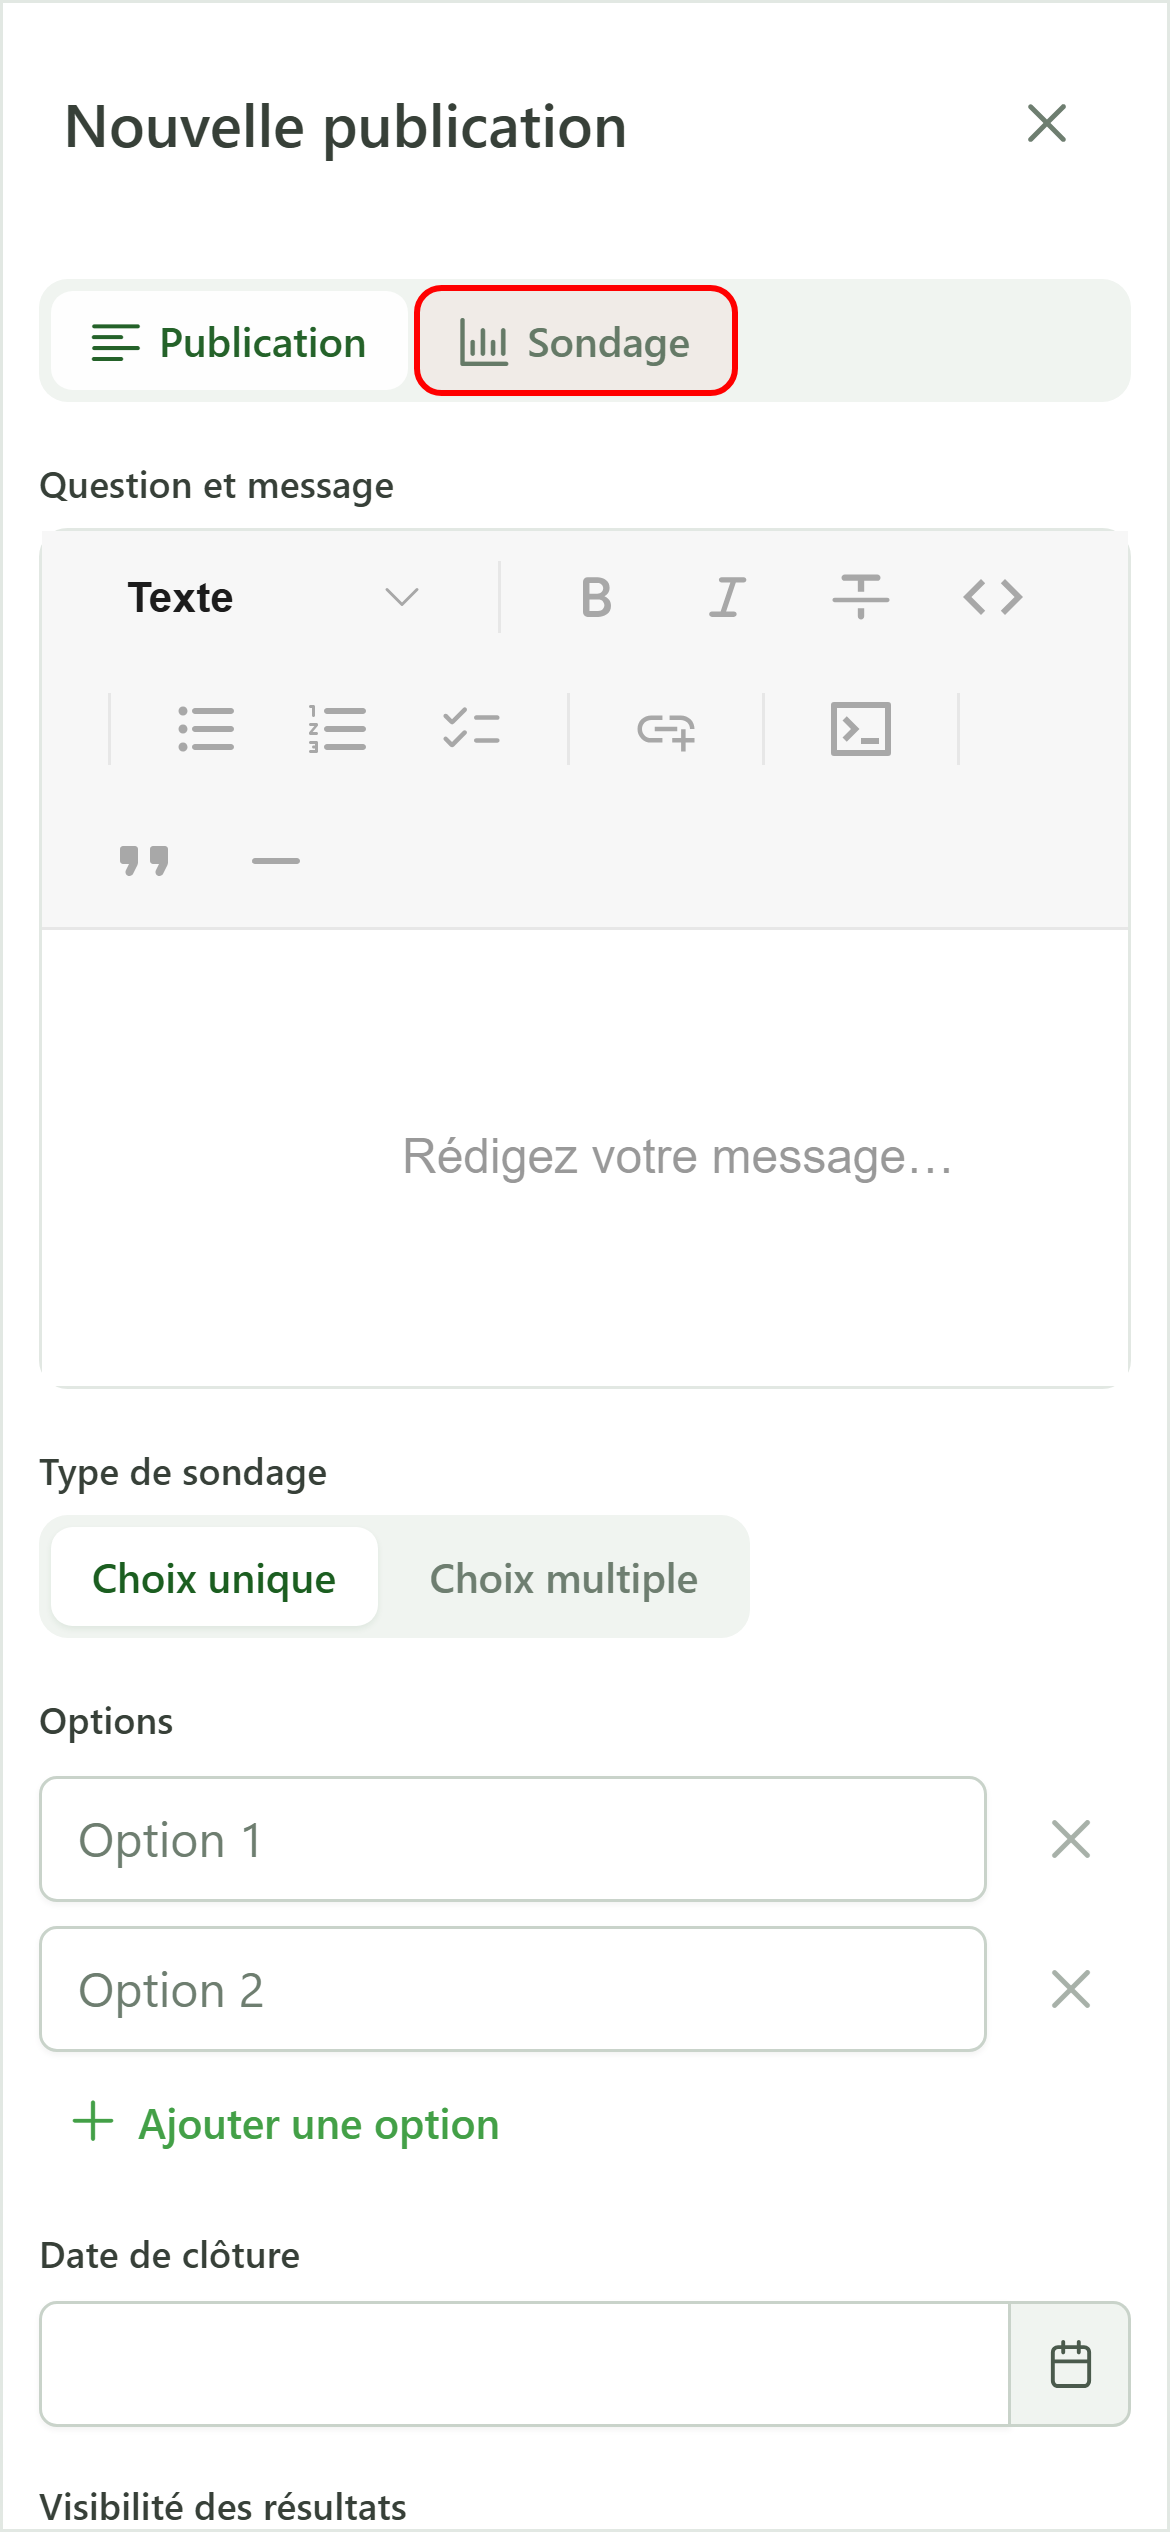 Nouvelle publication
Publication
Sondage
Question et message
Texte
Rédigez votre message…
Type de sondage
Choix unique
Choix multiple
Options
Option 1
Option 2
Ajouter une option
Date de clôture
Visibilité des résultats